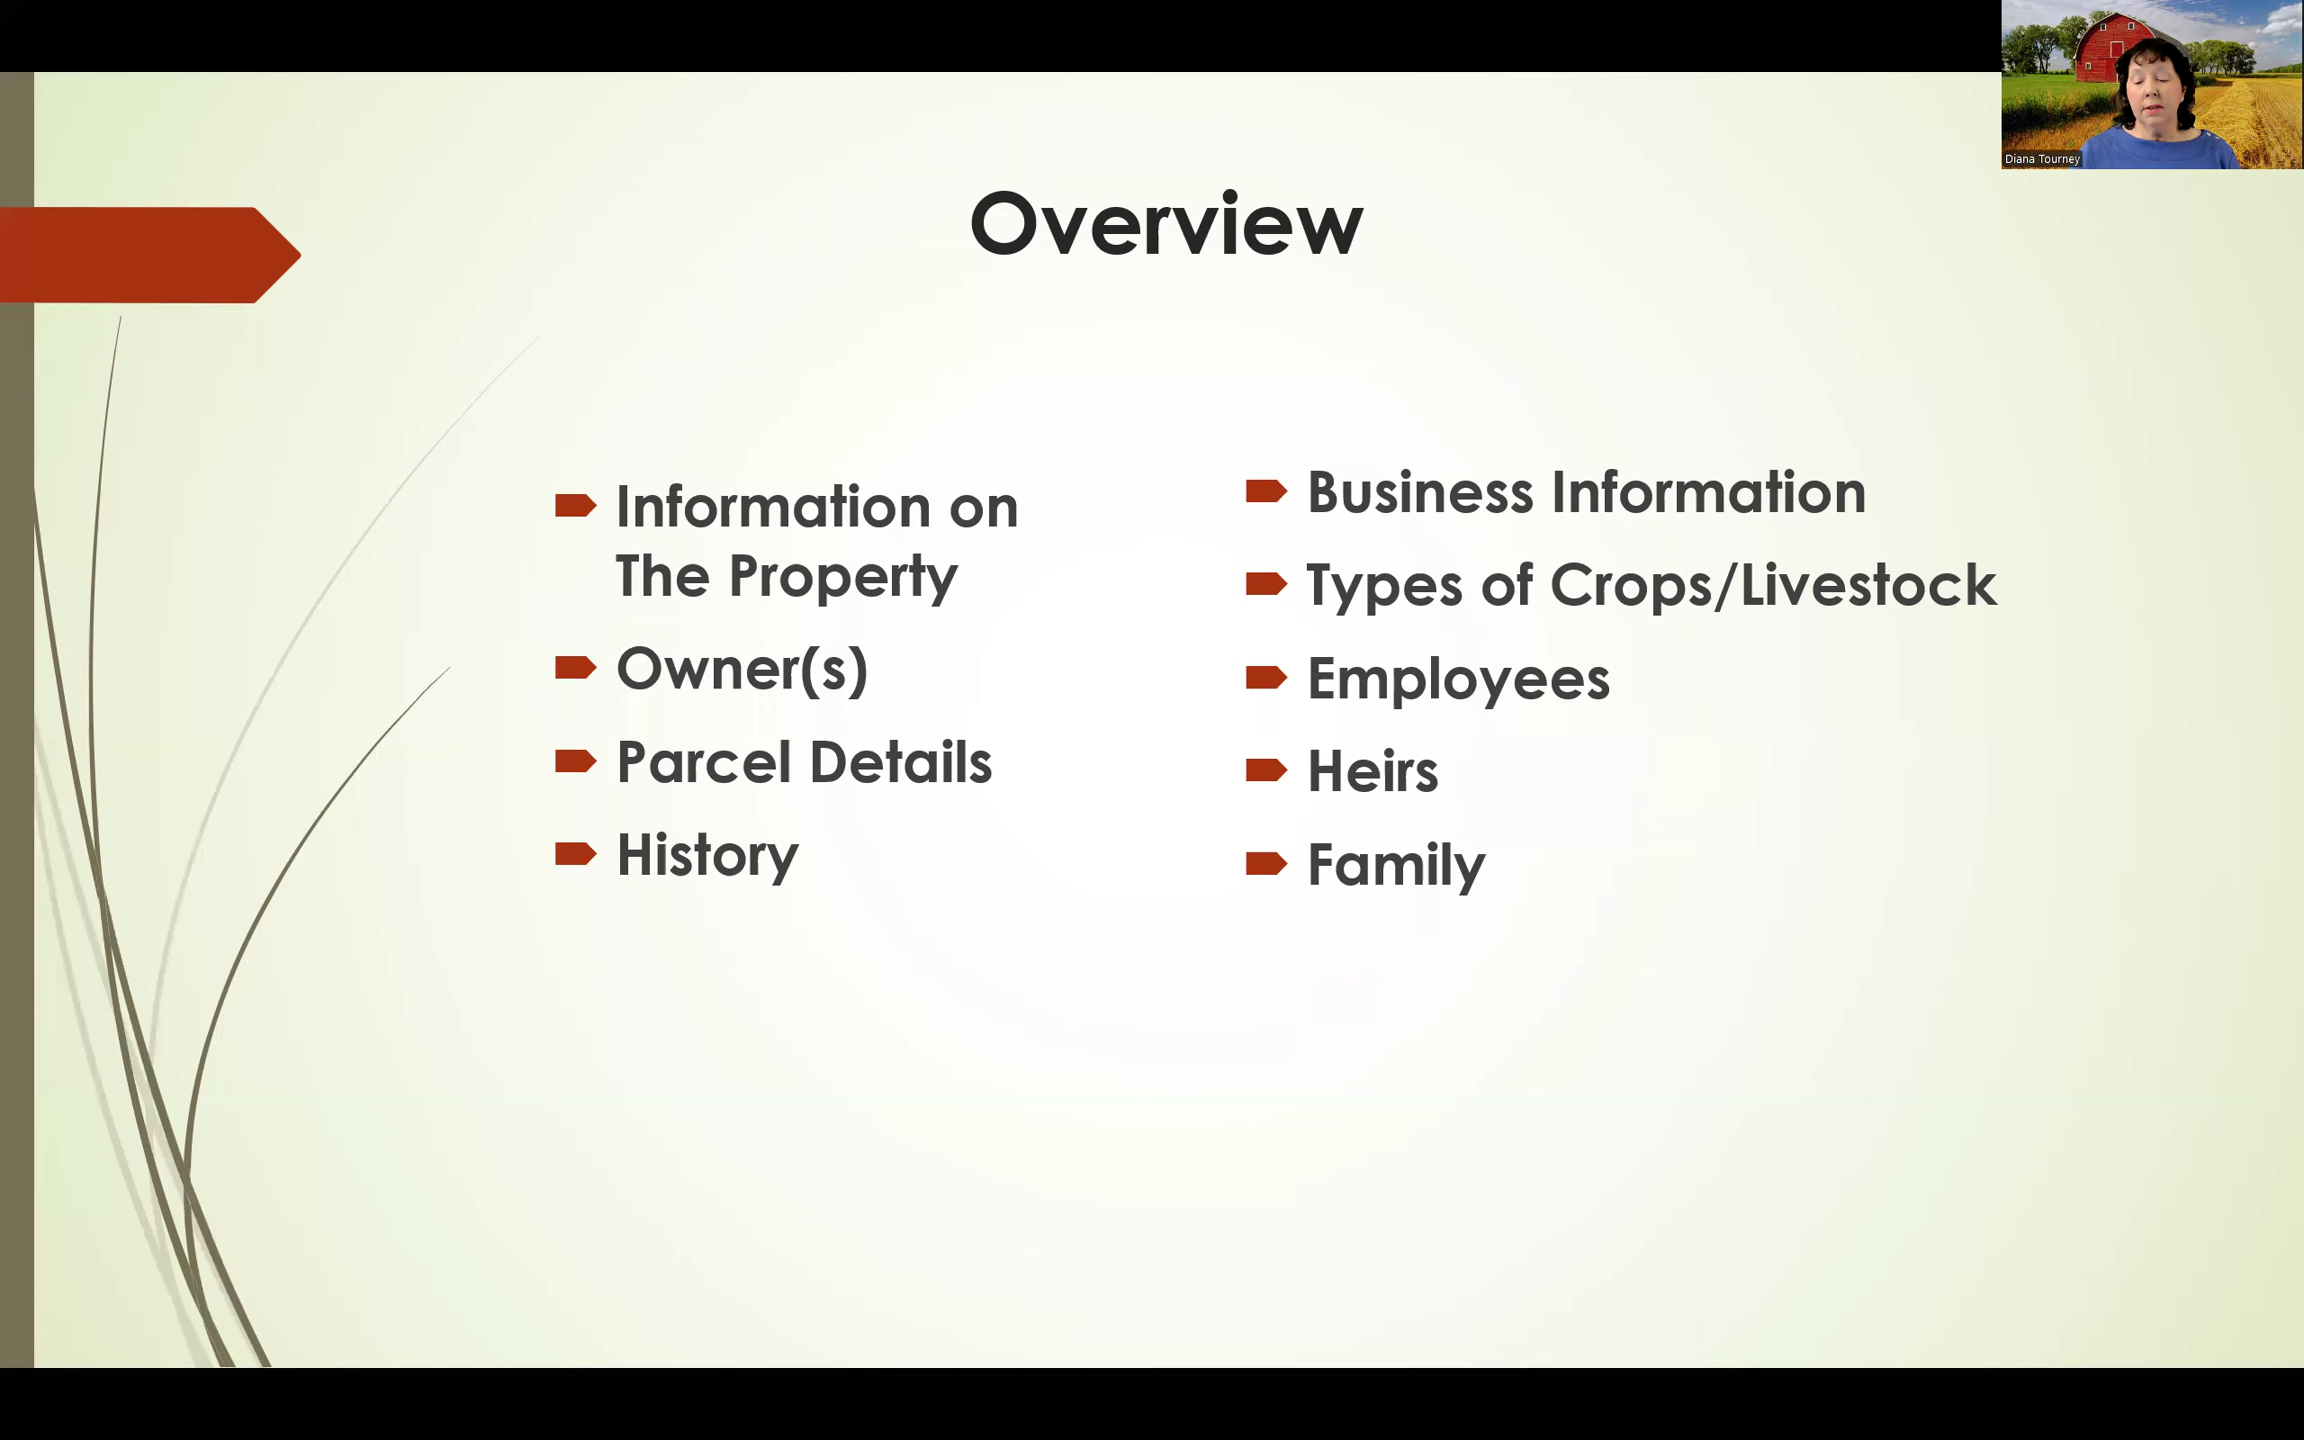 Diana Tourney
Overview
Information on
The Property
Owner(s)
Parcel Details
History
Business Information
Types of Crops/Livestock
Employees
Heirs
Family